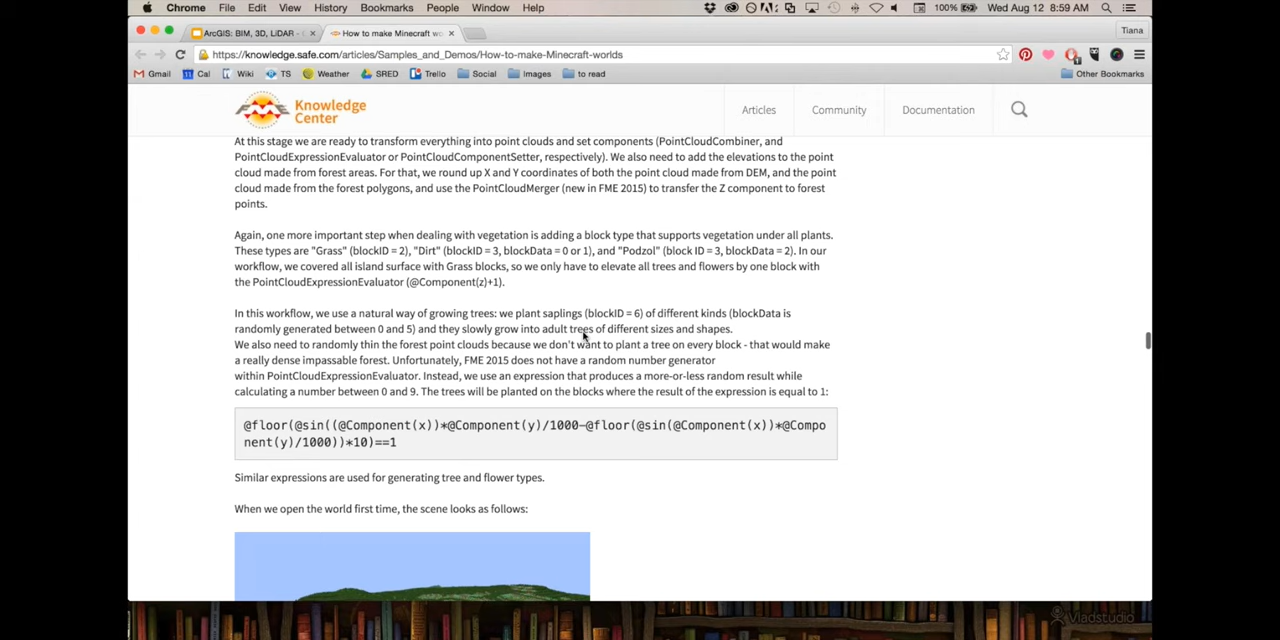 Chrome File Edit View History Bookmarks People Window Help 100% Wed Aug 12 8:59 AM
ArcGIS: BIM, 3D, LiDAR - How to make Minecraft wo Tiana
https://knowledge.safe.com/articles/Samples_and_Demos/How-to-make-Minecraft-worlds
Gmail Cal Wiki TS Weather SRED Trello Social Images to read Other Bookmarks
Knowledge
Center
Articles Community Documentation
At this stage we are ready to transform everything into point clouds and set components (PointCloudCombiner, and
PointCloudExpressionEvaluator or PointCloudComponentSetter, respectively). We also need to add the elevations to the point
cloud made from forest areas. For that, we round up X and Y coordinates of both the point cloud made from DEM, and the point
cloud made from the forest polygons, and use the PointCloudMerger (new in FME 2015) to transfer the Z component to forest
points.
Again, one more important step when dealing with vegetation is adding a block type that supports vegetation under all plants.
These types are "Grass" (blockID = 2), "Dirt" (blockID = 3, blockData = 0 or 1), and "Podzol" (block ID = 3, blockData = 2). In our
workflow, we covered all island surface with Grass blocks, so we only have to elevate all trees and flowers by one block with
the PointCloudExpressionEvaluator (@Component(z)+1).
In this workflow, we use a natural way of growing trees: we plant saplings (blockID = 6) of different kinds (blockData is
randomly generated between 0 and 5) and they slowly grow into adult trees of different sizes and shapes.
We also need to randomly thin the forest point clouds because we don't want to plant a tree on every block - that would make
a really dense impassable forest. Unfortunately, FME 2015 does not have a random number generator
within PointCloudExpressionEvaluator. Instead, we use an expression that produces a more-or-less random result while
calculating a number between 0 and 9. The trees will be planted on the blocks where the result of the expression is equal to 1:
@floor(@sin((@Component(x))*@Component(y)/1000-@floor(@sin(@Component(x))*@Compo
nent(y)/1000))*10)==1
Similar expressions are used for generating tree and flower types.
When we open the world first time, the scene looks as follows:
Vladstudio